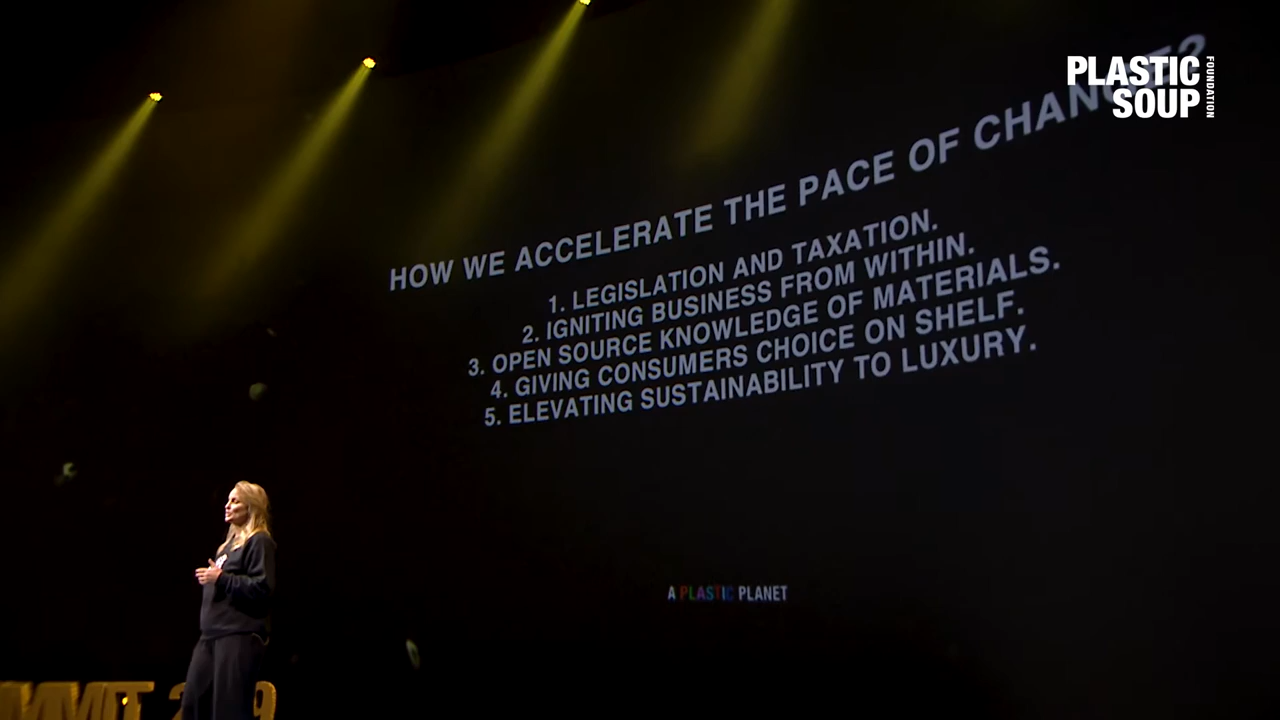 PLASTIC
SOUP
FOUNDATION
HOW WE ACCELERATE THE PACE OF CHANGE?
1. LEGISLATION AND TAXATION.
2. IGNITING BUSINESS FROM WITHIN.
3. OPEN SOURCE KNOWLEDGE OF MATERIALS.
4. GIVING CONSUMERS CHOICE ON SHELF.
5. ELEVATING SUSTAINABILITY TO LUXURY.
A PLASTIC PLANET